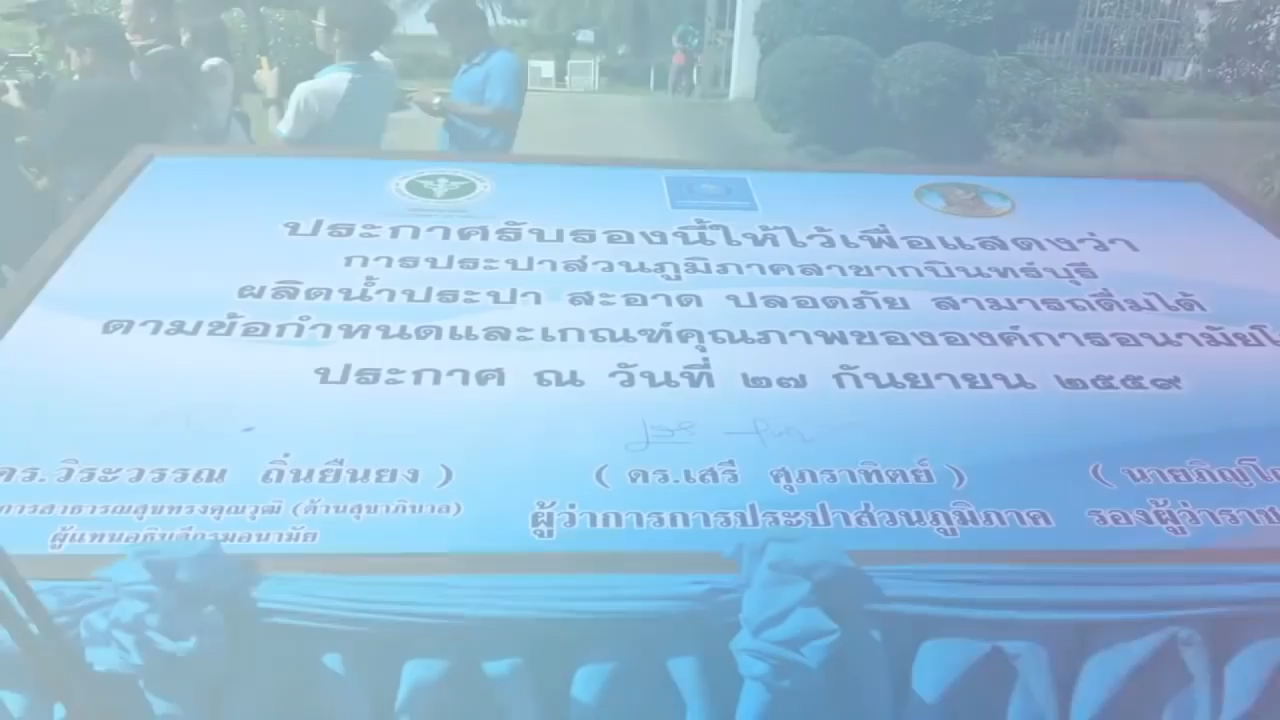 ประกาศรับรองนี้ให้ไว้เพื่อแสดงว่า
การประปาส่วนภูมิภาคสาขากบินทร์บุรี
ผลิตน้ำประปา สะอาด ปลอดภัย สามารถดื่มได้
ตามข้อกำหนดและเกณฑ์คุณภาพขององค์การอนามัยโ
ประกาศ ณ วันที่ ๒๗ กันยายน ๒๕๕๙
ดร.วิระวรรณ ถิ่นยืนยง ) ( ดร.เสรี ศุภราทิตย์ ) ( นายภิญโ
การสาธารณสุขทรงคุณวุฒิ (ด้านสุขาภิบาล) ผู้ว่าการการประปาส่วนภูมิภาค รองผู้ว่าราช
ผู้แทนอธิบดีกรมอนามัย